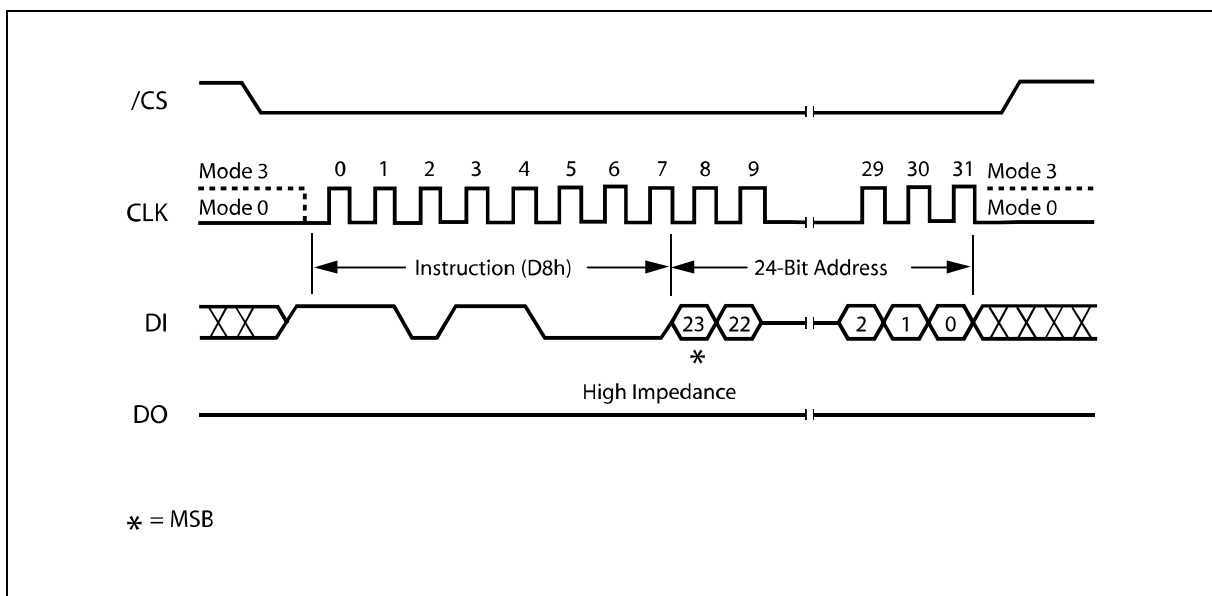 /CS
0 1 2 3 4 5 6 7 8 9 29 30 31
Mode 3 Mode 3
CLK Mode 0 Mode 0
Instruction (D8h) 24-Bit Address
DI 23 22 2 1 0
*
High Impedance
DO
* = MSB